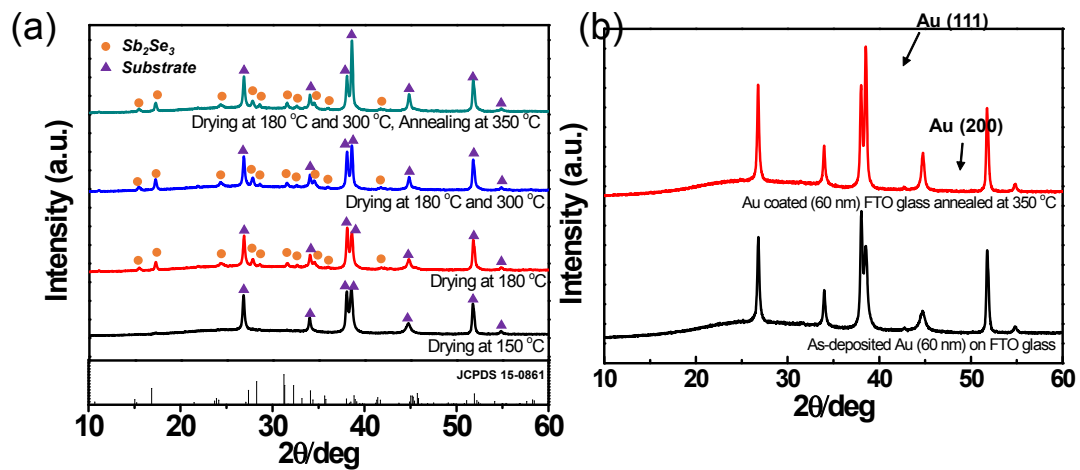 (a)
Sb2Se3
Substrate
Drying at 180 °C and 300 °C, Annealing at 350 °C
Drying at 180 °C and 300 °C
Drying at 180 °C
Drying at 150 °C
JCPDS 15-0861
Intensity (a.u.)
10 20 30 40 50 60
2θ/deg
(b)
Au (111)
Au (200)
Au coated (60 nm) FTO glass annealed at 350 °C
As-deposited Au (60 nm) on FTO glass
Intensity (a.u.)
10 20 30 40 50 60
2θ/deg